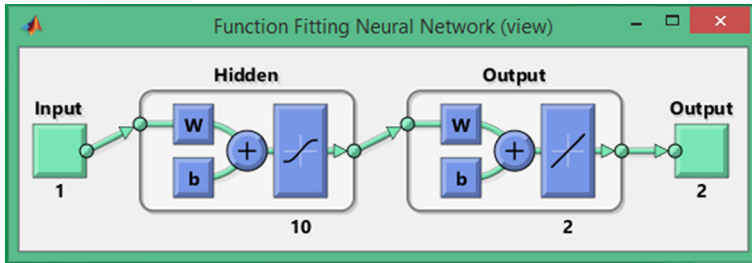 Function Fitting Neural Network (view)
Hidden
Output
Input
Output
W
b
+
W
b
+
1
10
2
2